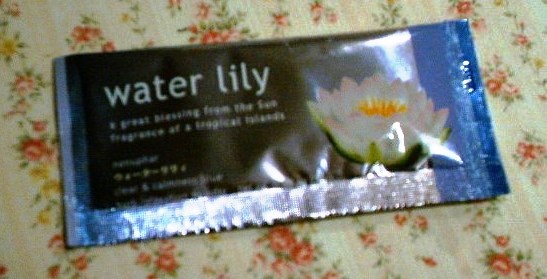 water lily
a great blessing from the Sun
fragrance of a tropical islands
nenuphar
ウォーターリリィ
clear & calmness blue